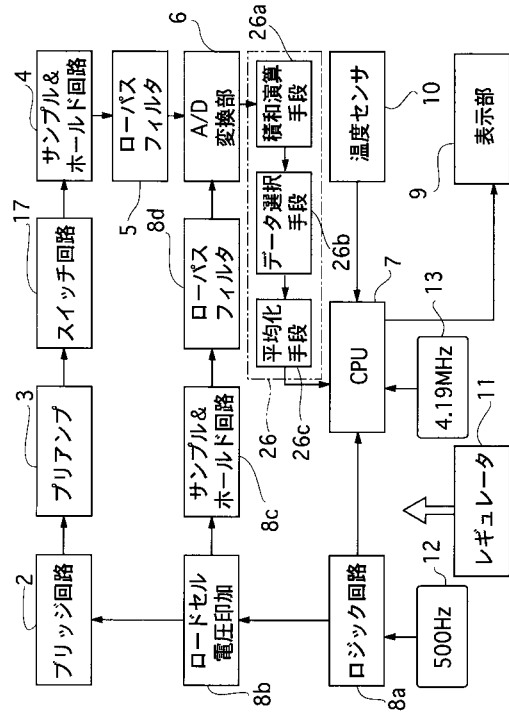 2
ブリッジ回路
3
プリアンプ
17
スイッチ回路
4
サンプル&
ホールド回路
5
ローパス
フィルタ
8b
ロードセル
電圧印加
8c
サンプル&
ホールド回路
8d
ローパス
フィルタ
6
A/D
変換部
26
26c
平均化
手段
26b
データ選択
手段
26a
積和演算
手段
8a
ロジック回路
7
CPU
10
温度センサ
12
500Hz
11
レギュレータ
13
4.19MHz
9
表示部